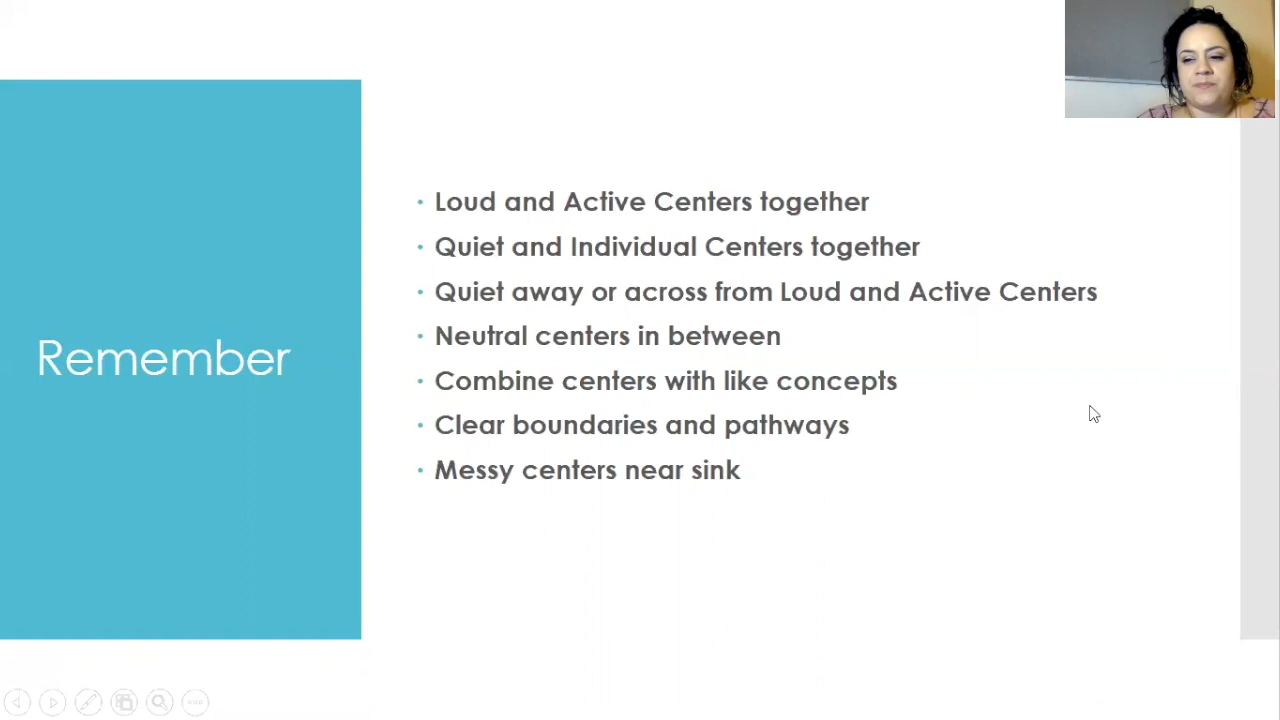 Remember
Loud and Active Centers together
Quiet and Individual Centers together
Quiet away or across from Loud and Active Centers
Neutral centers in between
Combine centers with like concepts
Clear boundaries and pathways
Messy centers near sink